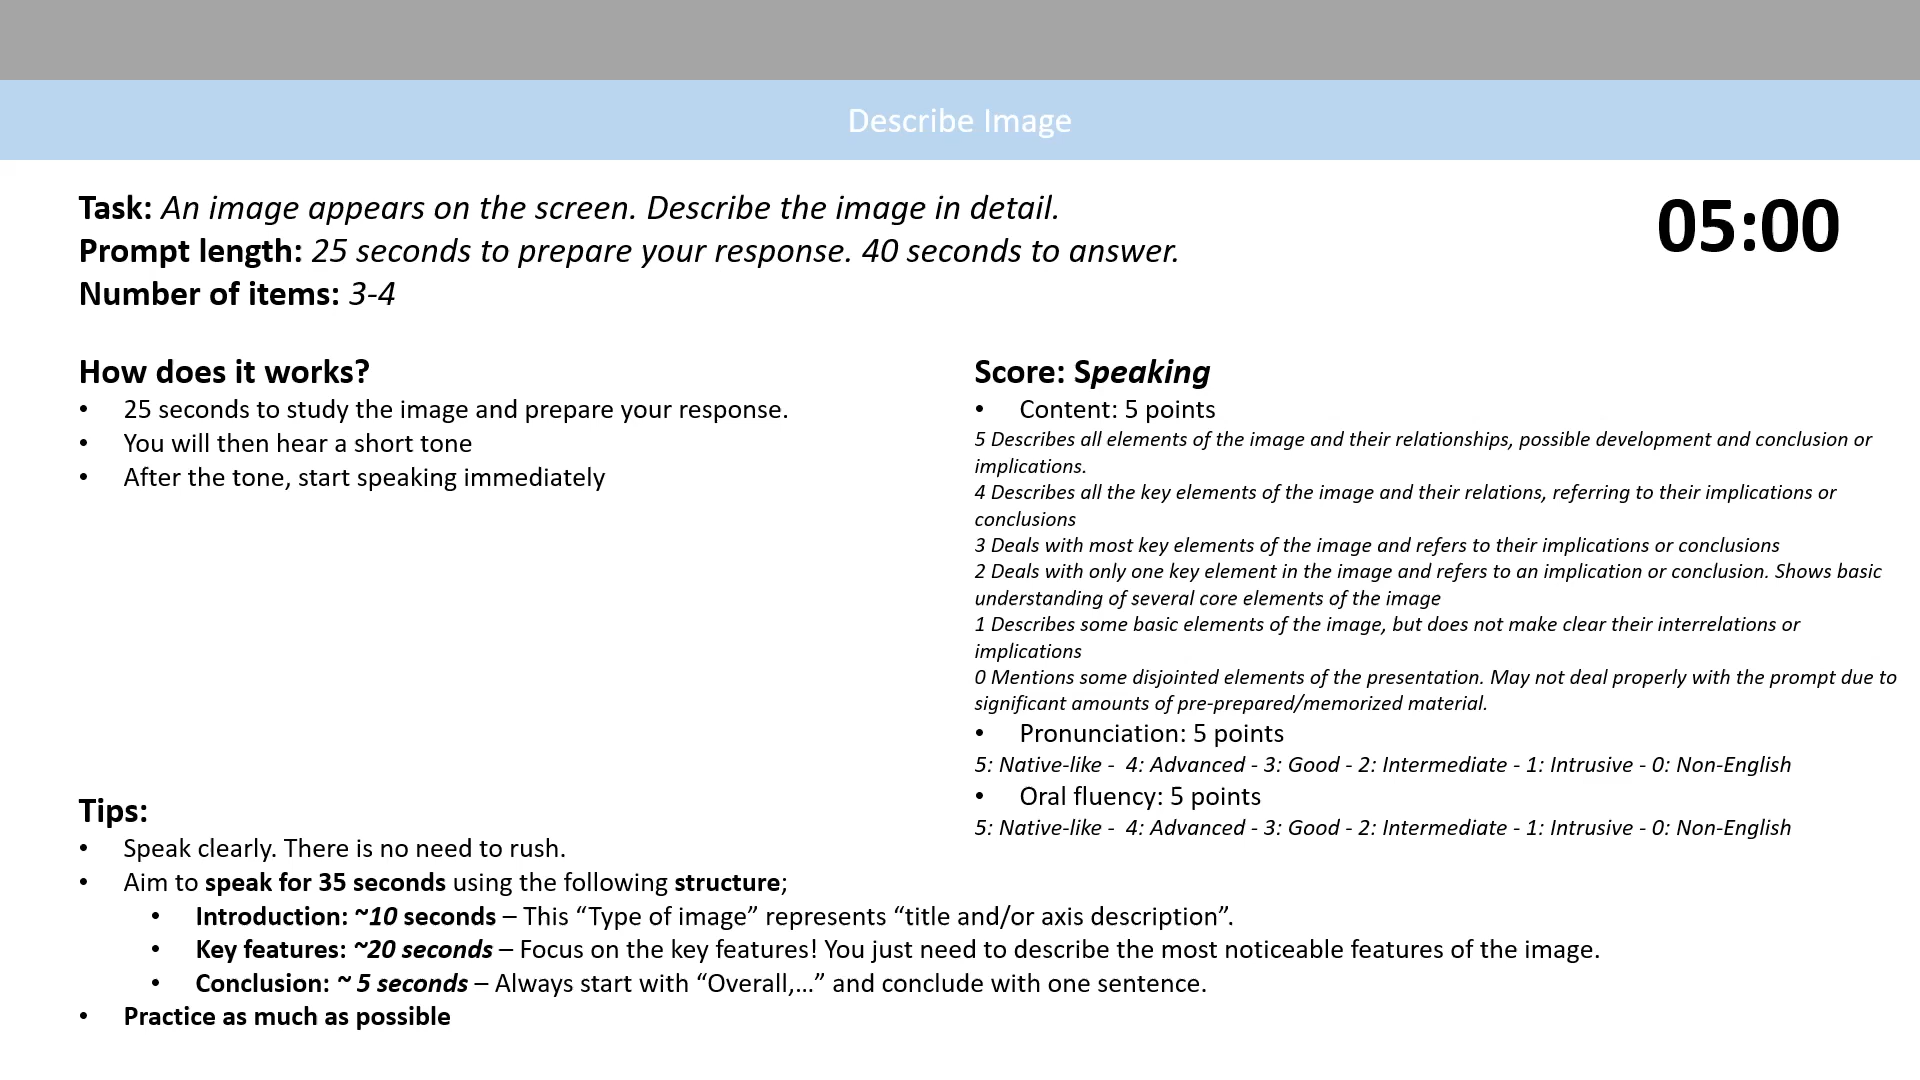 Describe Image
Task: An image appears on the screen. Describe the image in detail.
Prompt length: 25 seconds to prepare your response. 40 seconds to answer.
Number of items: 3-4
05:00
How does it works?
• 25 seconds to study the image and prepare your response.
• You will then hear a short tone
• After the tone, start speaking immediately
Score: Speaking
• Content: 5 points
5 Describes all elements of the image and their relationships, possible development and conclusion or
implications.
4 Describes all the key elements of the image and their relations, referring to their implications or
conclusions
3 Deals with most key elements of the image and refers to their implications or conclusions
2 Deals with only one key element in the image and refers to an implication or conclusion. Shows basic
understanding of several core elements of the image
1 Describes some basic elements of the image, but does not make clear their interrelations or
implications
0 Mentions some disjointed elements of the presentation. May not deal properly with the prompt due to
significant amounts of pre-prepared/memorized material.
• Pronunciation: 5 points
5: Native-like - 4: Advanced - 3: Good - 2: Intermediate - 1: Intrusive - 0: Non-English
• Oral fluency: 5 points
5: Native-like - 4: Advanced - 3: Good - 2: Intermediate - 1: Intrusive - 0: Non-English
Tips:
• Speak clearly. There is no need to rush.
• Aim to speak for 35 seconds using the following structure;
• Introduction: ~10 seconds – This “Type of image” represents “title and/or axis description”.
• Key features: ~20 seconds – Focus on the key features! You just need to describe the most noticeable features of the image.
• Conclusion: ~ 5 seconds – Always start with “Overall,…” and conclude with one sentence.
• Practice as much as possible